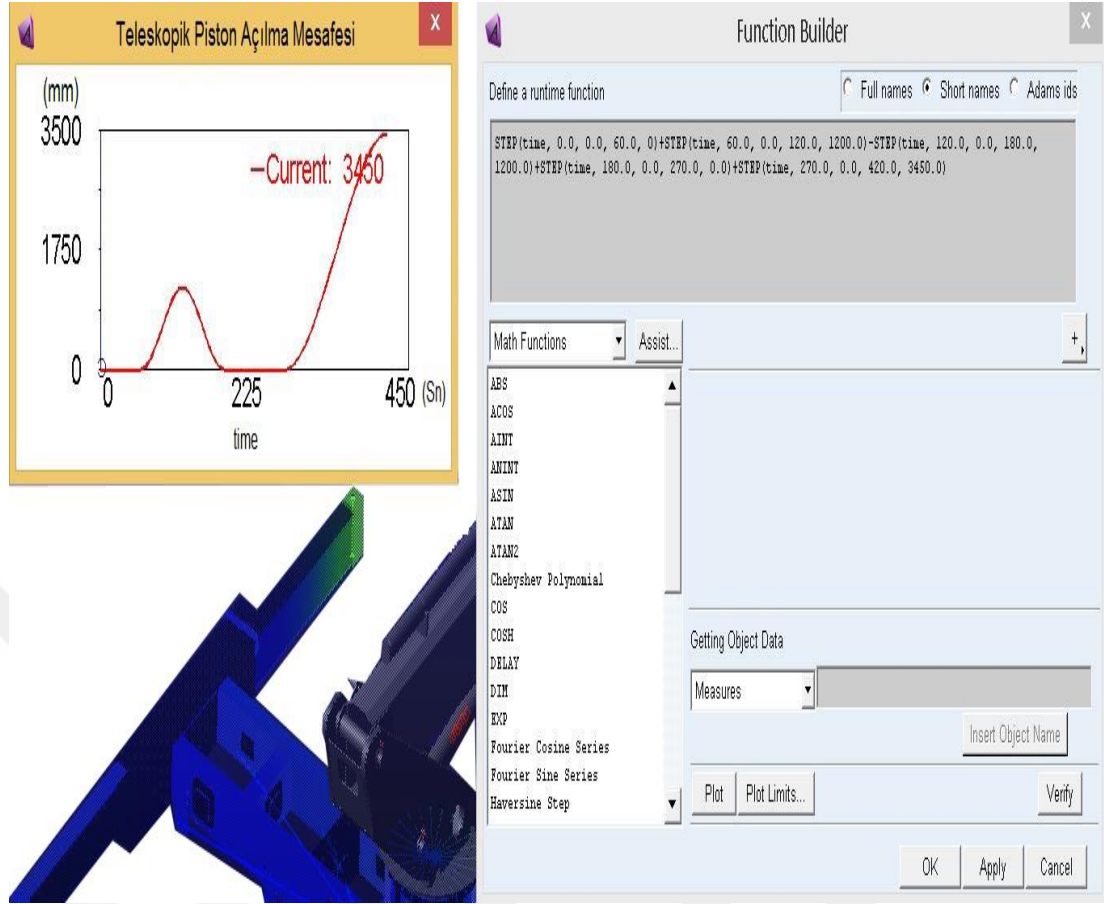 Teleskopik Piston Açılma Mesafesi
X
(mm)
3500
1750
0
Current: 3450
0
225
450 (Sn)
time
Function Builder
X
Define a runtime function
Full names
Short names
Adams ids
STEP(time, 0.0, 0.0, 60.0, 0)+STEP(time, 60.0, 0.0, 120.0, 1200.0)-STEP(time, 120.0, 0.0, 180.0,
1200.0)+STEP(time, 180.0, 0.0, 270.0, 0.0)+STEP(time, 270.0, 0.0, 420.0, 3450.0)
Math Functions
Assist...
+
ABS
ACOS
AINT
ANINT
ASIN
ATAN
ATAN2
Chebyshev Polynomial
COS
COSH
DELAY
DIM
EXP
Fourier Cosine Series
Fourier Sine Series
Haversine Step
Getting Object Data
Measures
Insert Object Name
Plot
Plot Limits...
Verify
OK
Apply
Cancel